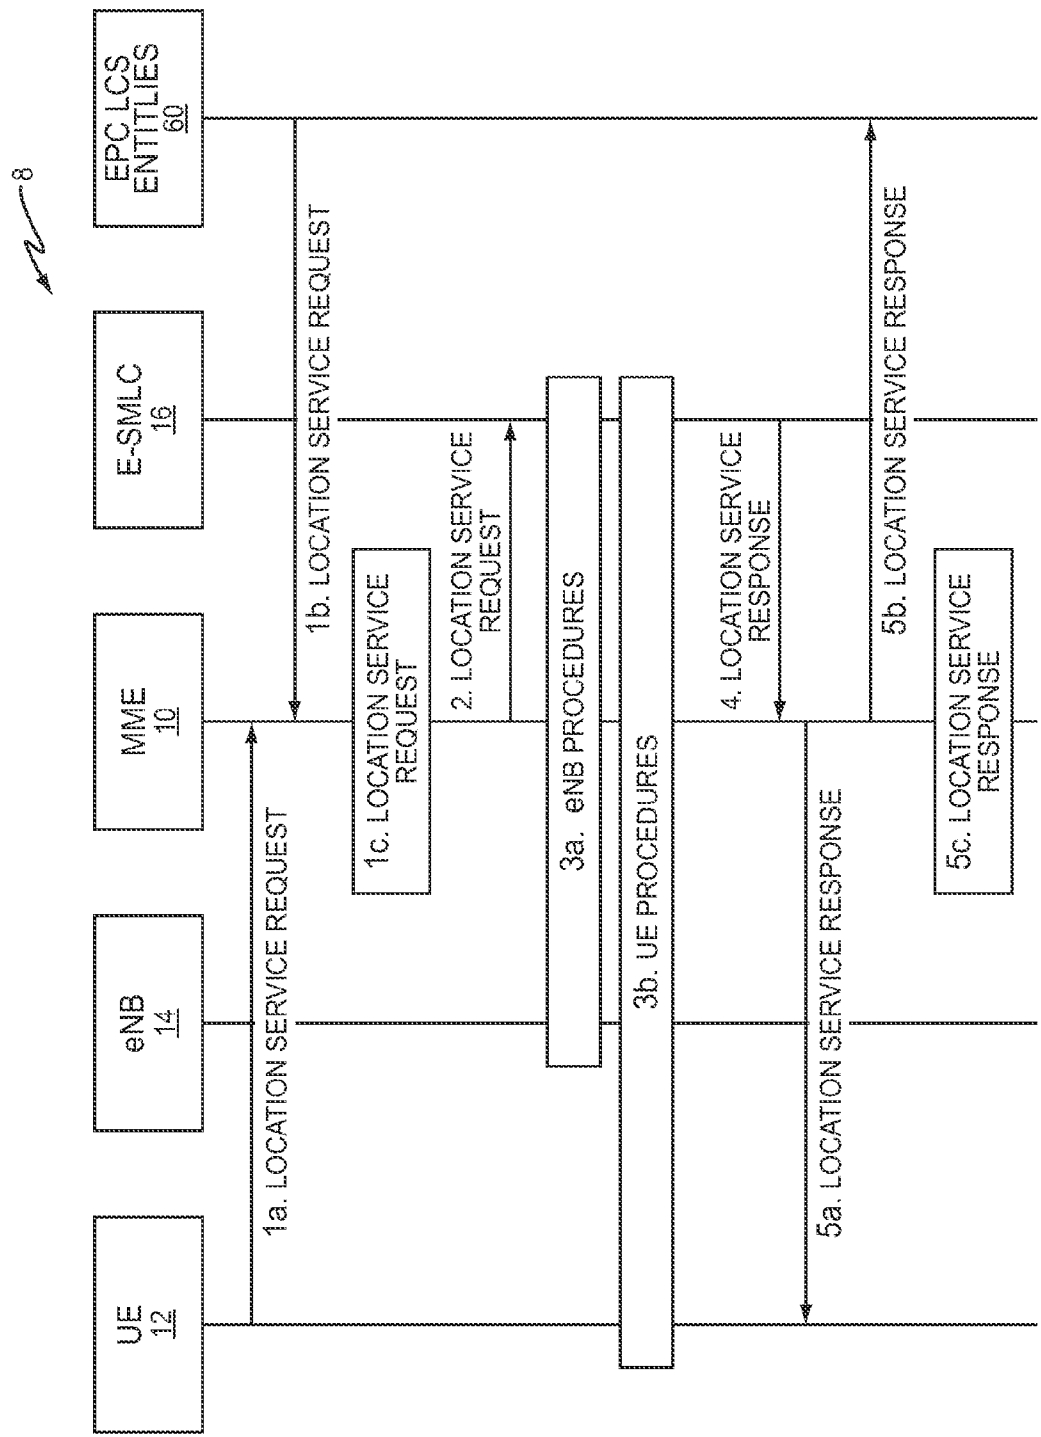 8
UE
12
eNB
14
MME
10
E-SMLC
16
EPC LCS
ENTITLIES
60
1a. LOCATION SERVICE REQUEST
1b. LOCATION SERVICE REQUEST
1c. LOCATION SERVICE
REQUEST
2. LOCATION SERVICE
REQUEST
3a. eNB PROCEDURES
3b. UE PROCEDURES
4. LOCATION SERVICE
RESPONSE
5a. LOCATION SERVICE RESPONSE
5b. LOCATION SERVICE RESPONSE
5c. LOCATION SERVICE
RESPONSE